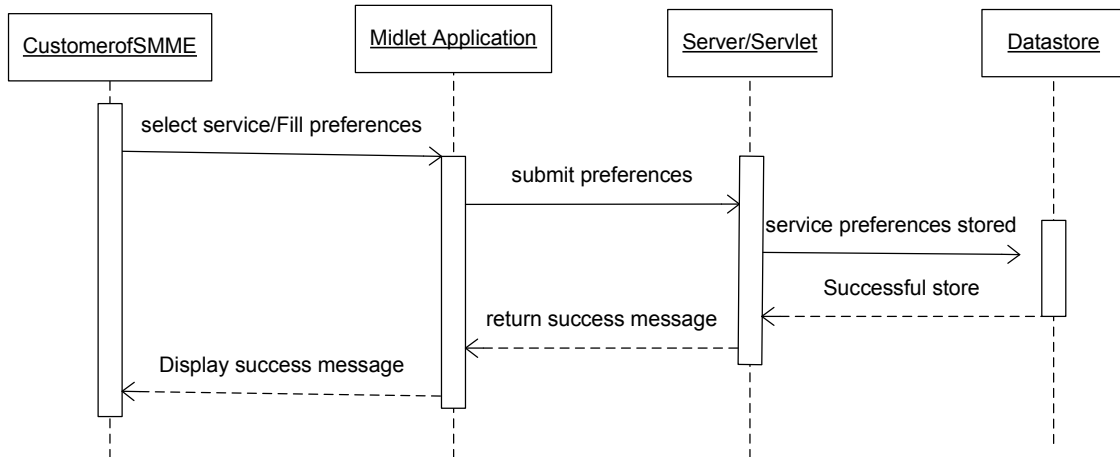 CustomerofSMME
Midlet Application
Server/Servlet
Datastore
select service/Fill preferences
submit preferences
service preferences stored
Successful store
return success message
Display success message